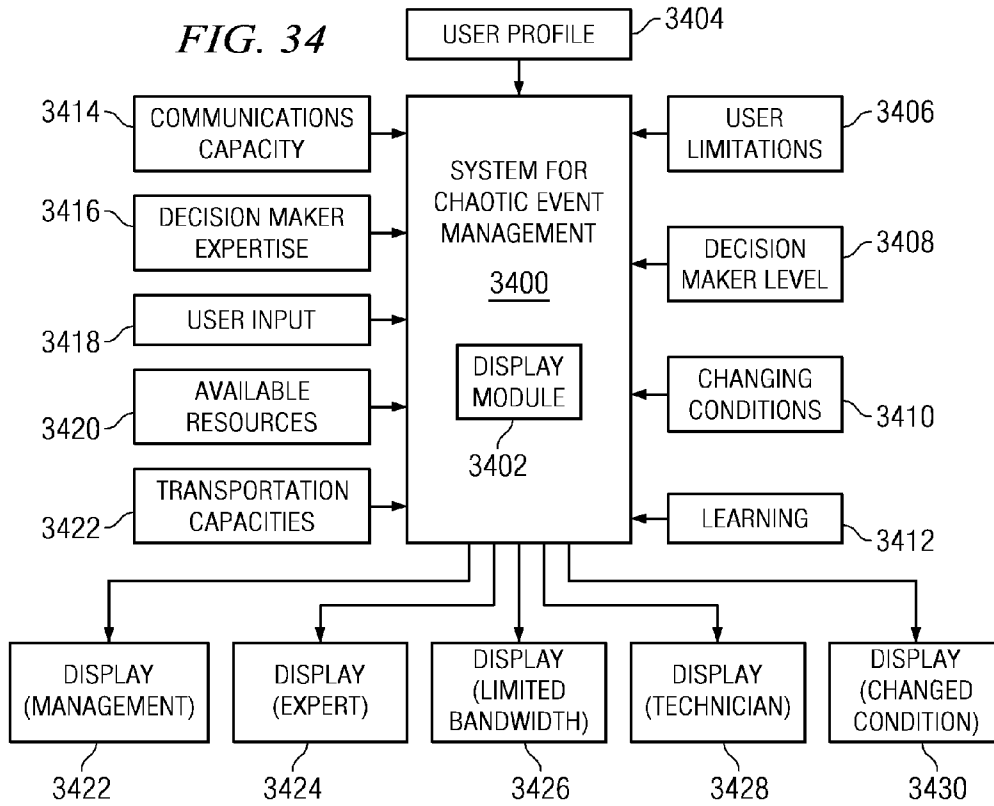 FIG. 34
USER PROFILE
3404
3414
COMMUNICATIONS
CAPACITY
3416
DECISION MAKER
EXPERTISE
3418
USER INPUT
3420
AVAILABLE
RESOURCES
3422
TRANSPORTATION
CAPACITIES
SYSTEM FOR
CHAOTIC EVENT
MANAGEMENT
3400
DISPLAY
MODULE
3402
USER
LIMITATIONS
3406
DECISION
MAKER LEVEL
3408
CHANGING
CONDITIONS
3410
LEARNING
3412
DISPLAY
(MANAGEMENT)
3422
DISPLAY
(EXPERT)
3424
DISPLAY
(LIMITED
BANDWIDTH)
3426
DISPLAY
(TECHNICIAN)
3428
DISPLAY
(CHANGED
CONDITION)
3430